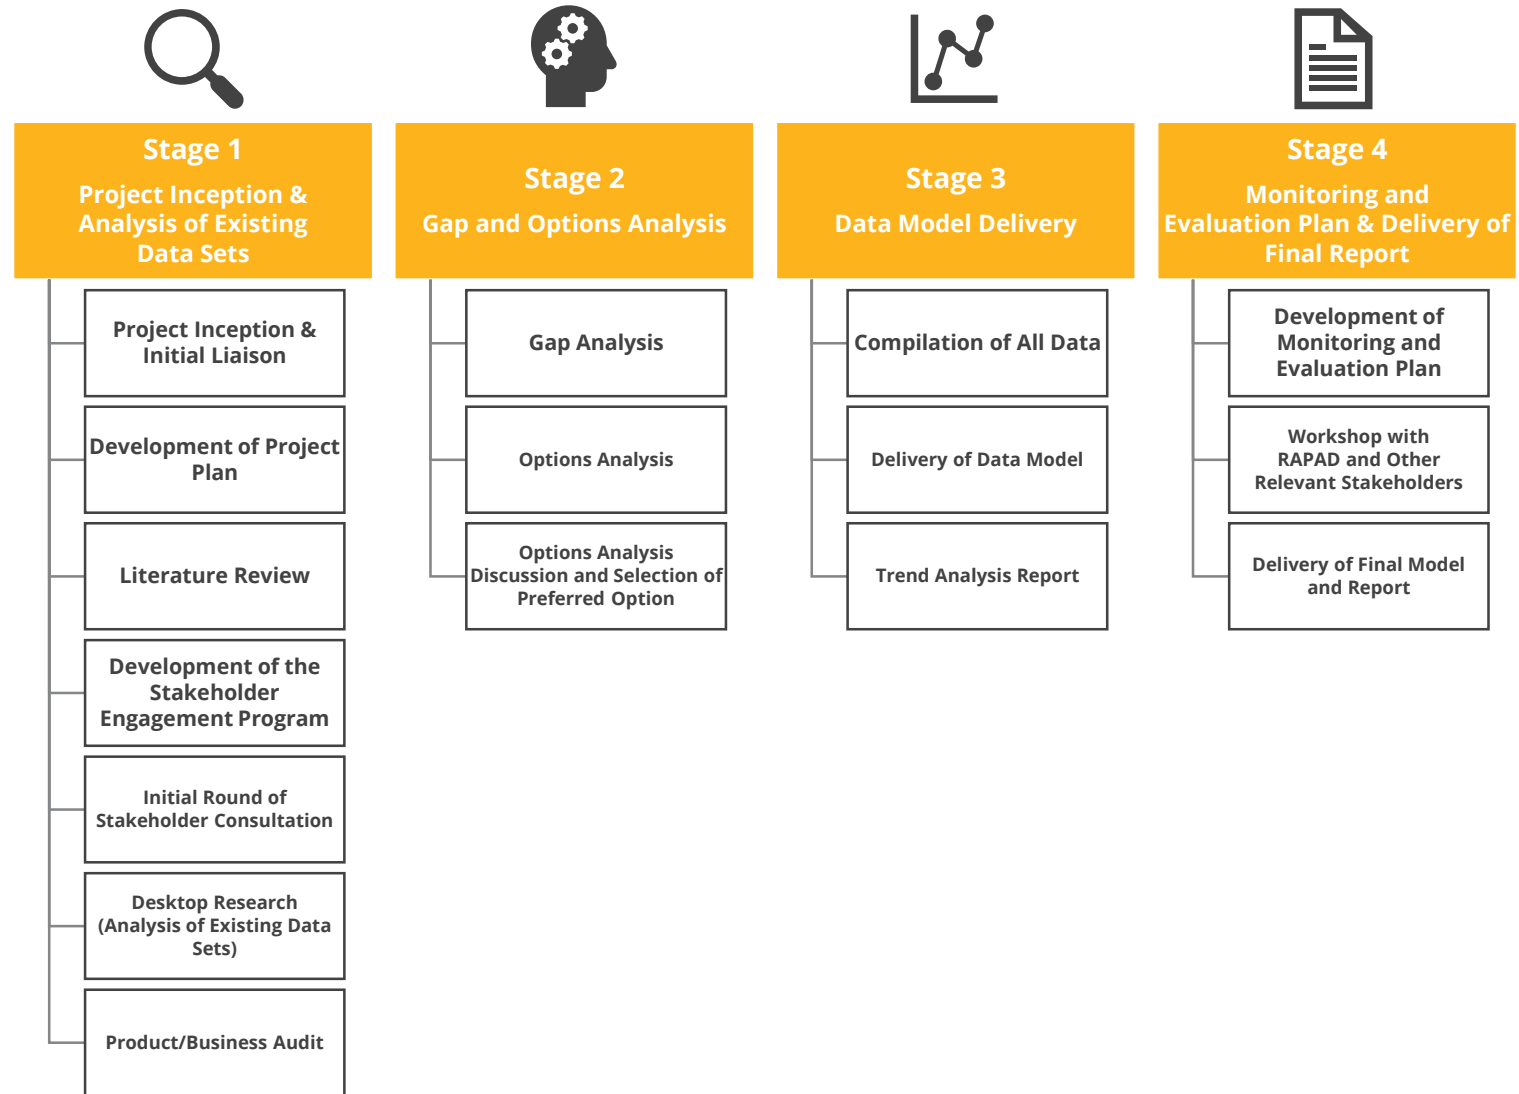 Stage 1
Project Inception &
Analysis of Existing
Data Sets
Project Inception &
Initial Liaison
Development of Project
Plan
Literature Review
Development of the
Stakeholder
Engagement Program
Initial Round of
Stakeholder Consultation
Desktop Research
(Analysis of Existing Data
Sets)
Product/Business Audit
Stage 2
Gap and Options Analysis
Gap Analysis
Options Analysis
Options Analysis
Discussion and Selection of
Preferred Option
Stage 3
Data Model Delivery
Compilation of All Data
Delivery of Data Model
Trend Analysis Report
Stage 4
Monitoring and
Evaluation Plan & Delivery of
Final Report
Development of
Monitoring and
Evaluation Plan
Workshop with
RAPAD and Other
Relevant Stakeholders
Delivery of Final Model
and Report